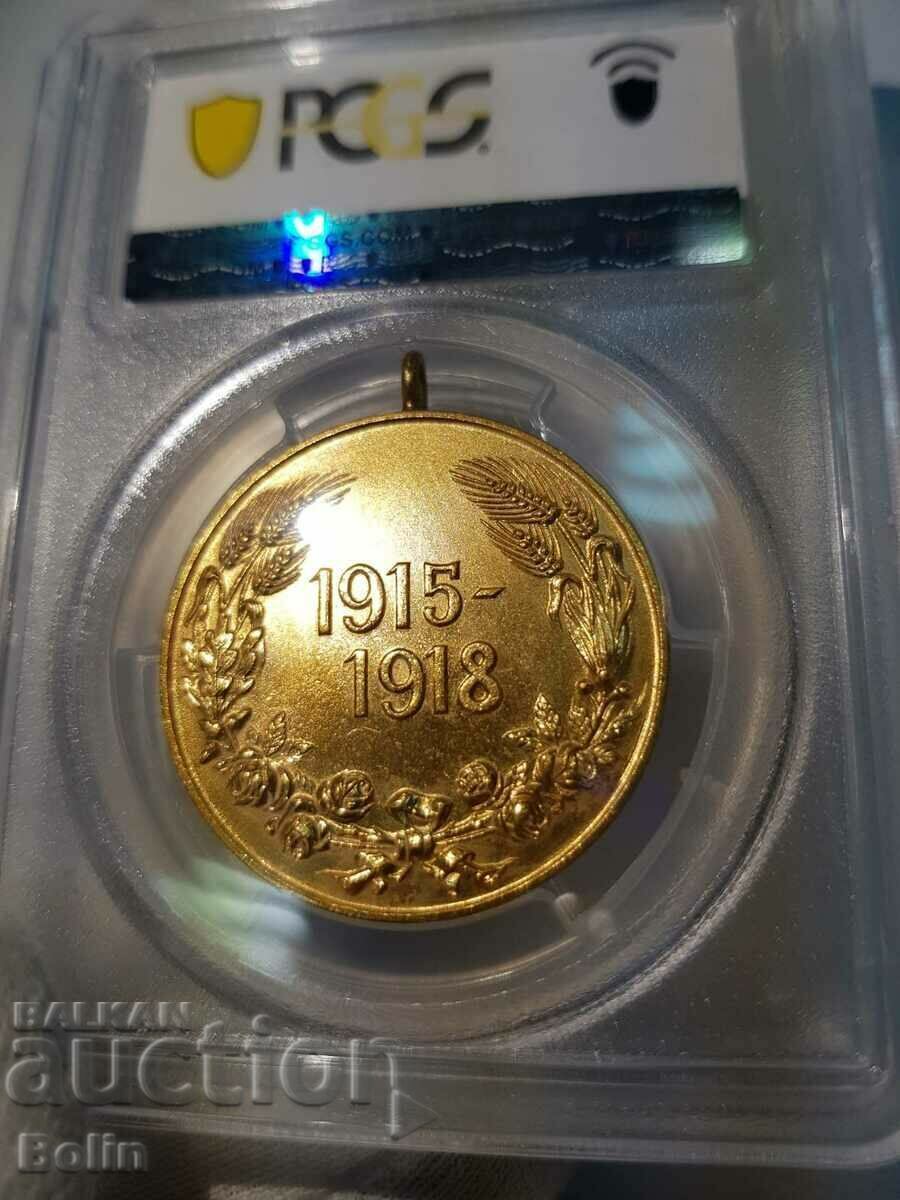 PCGS
1915-
1918
BALKAN
auction
Bolin